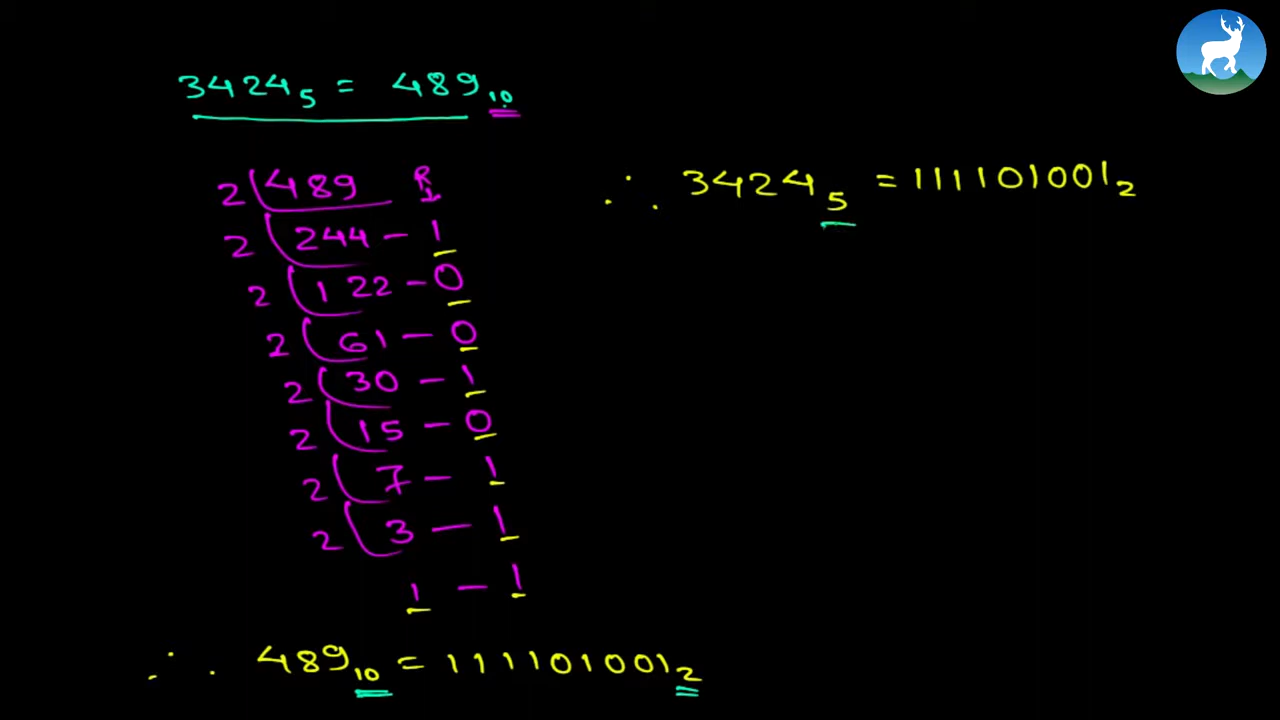 3424₅ = 489₁₀
2 489 R
2 244 – 1
2 122 – 0
2 61 – 0
2 30 – 1
2 15 – 0
2 7 – 1
2 3 – 1
1 – 1
∴ 489₁₀ = 111101001₂
∴ 3424₅ = 111101001₂